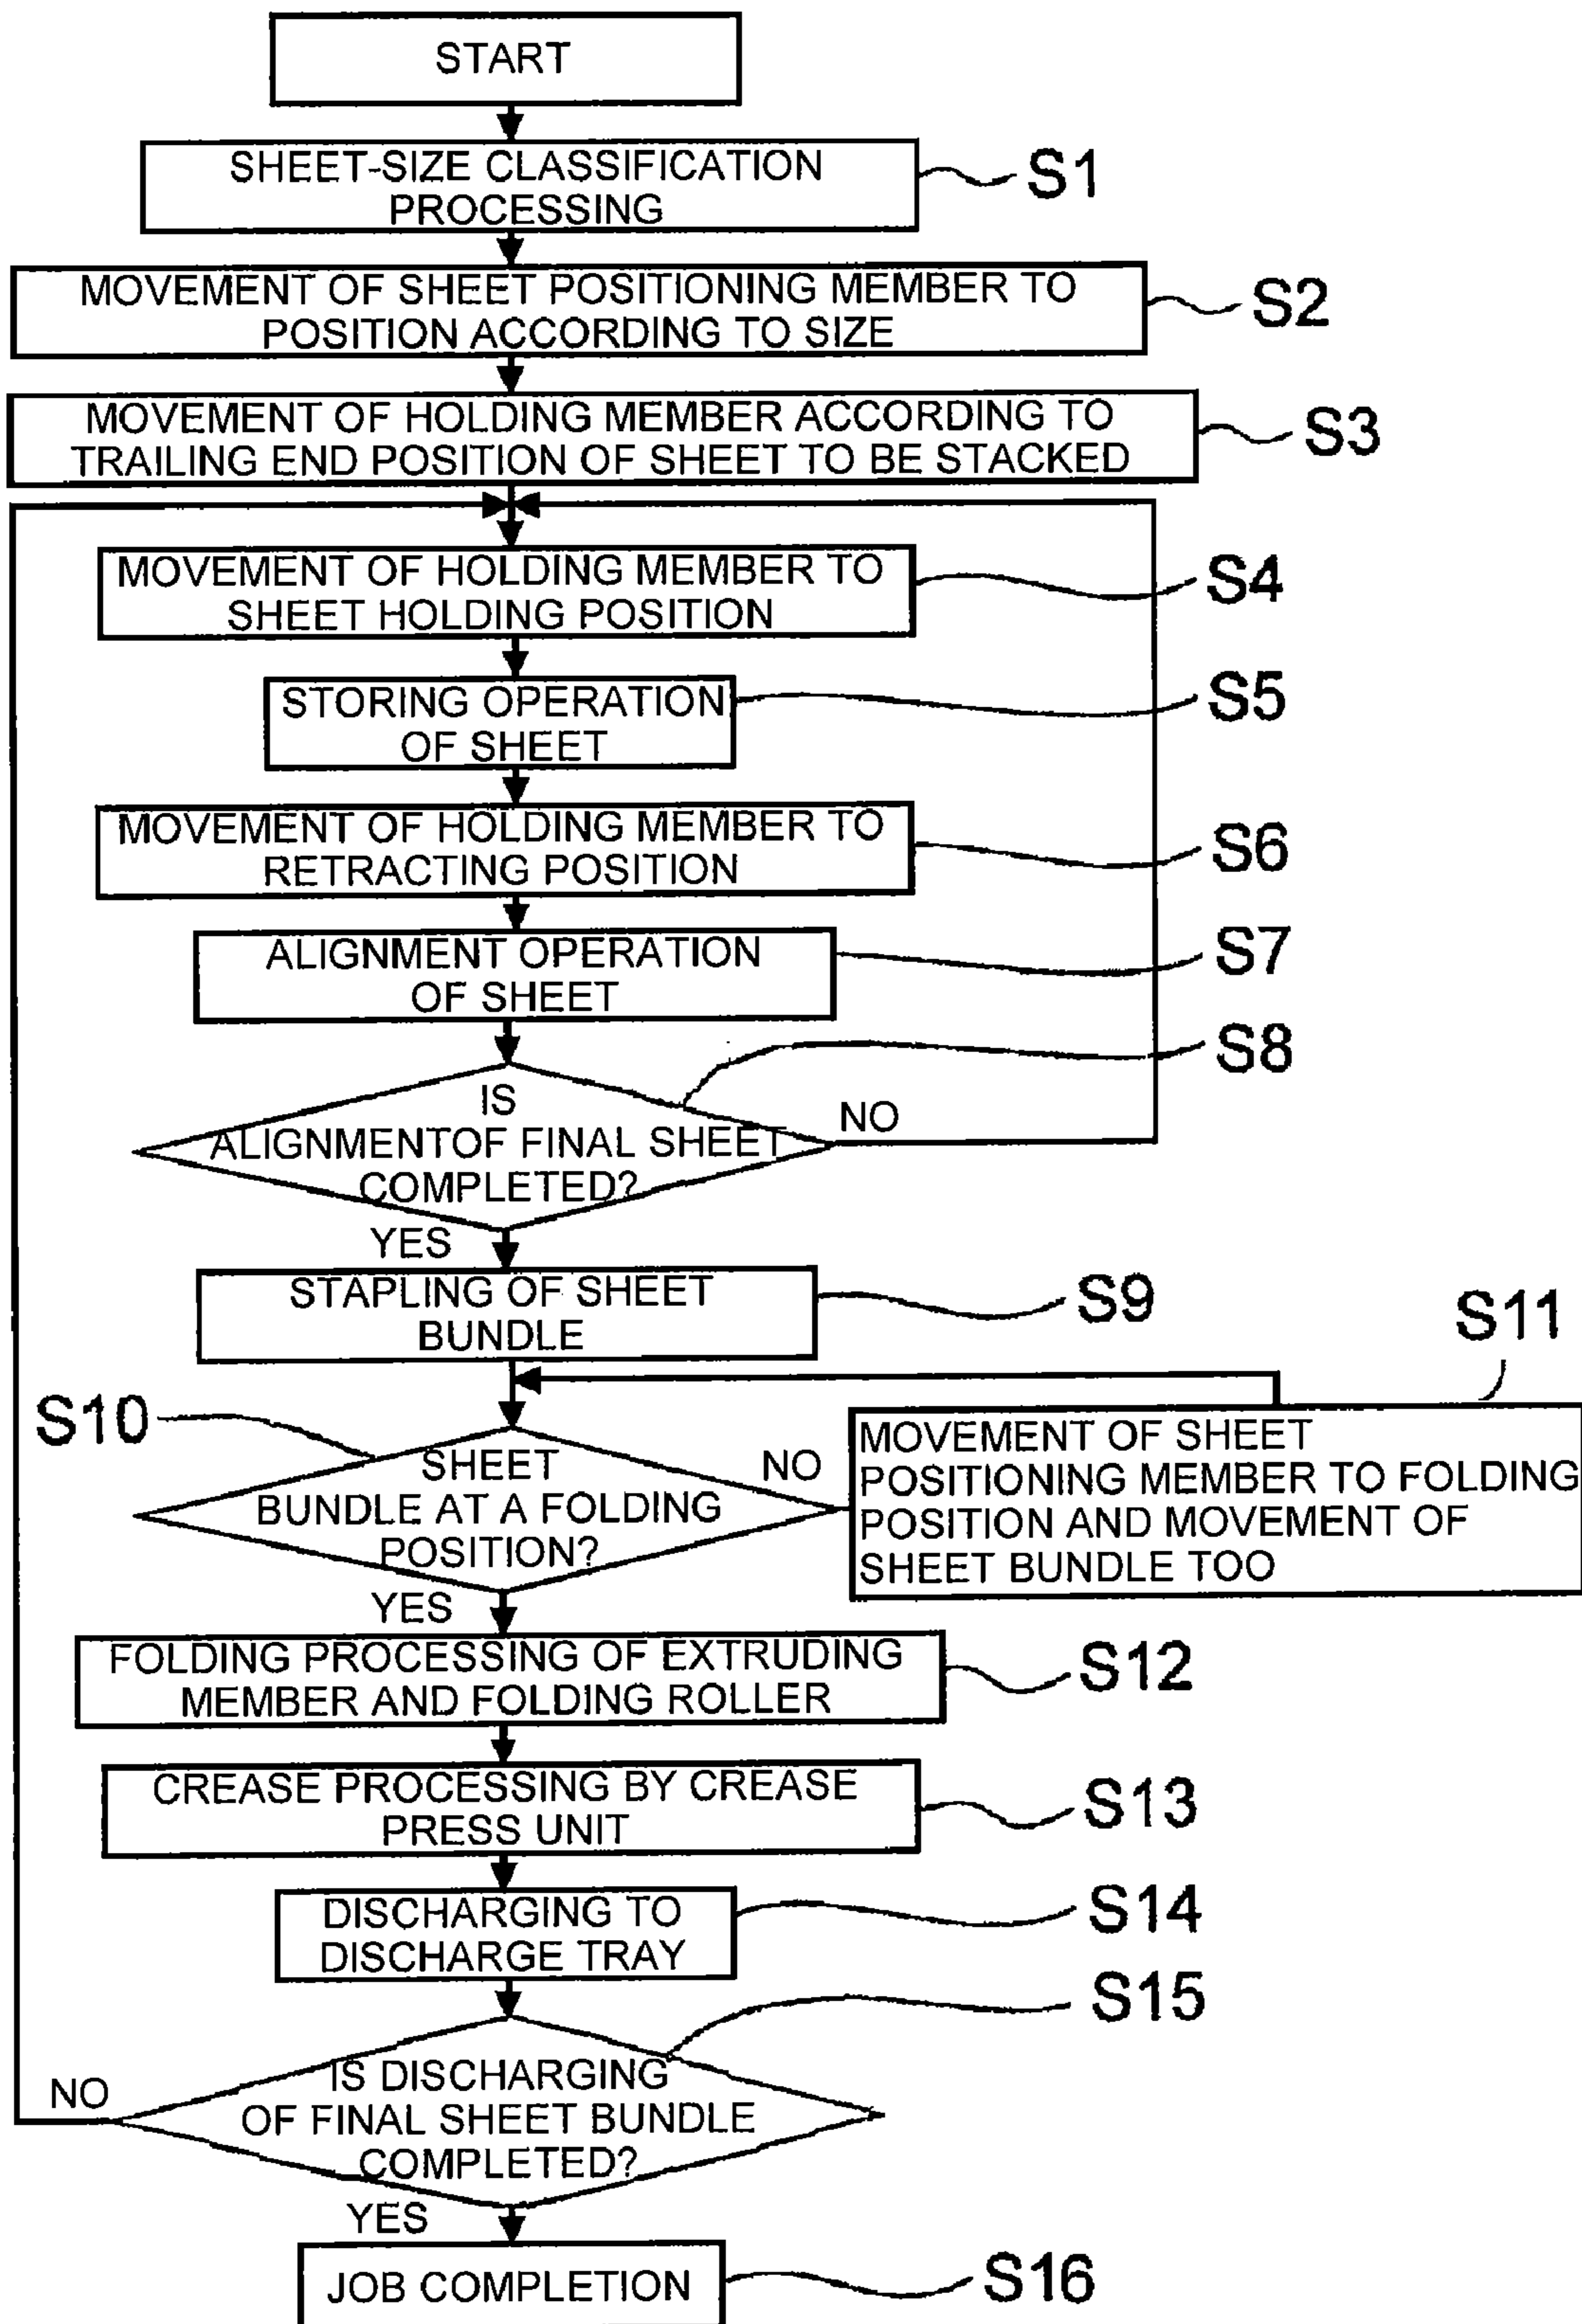 START
SHEET-SIZE CLASSIFICATION
PROCESSING
S1
MOVEMENT OF SHEET POSITIONING MEMBER TO
POSITION ACCORDING TO SIZE
S2
MOVEMENT OF HOLDING MEMBER ACCORDING TO
TRAILING END POSITION OF SHEET TO BE STACKED
S3
MOVEMENT OF HOLDING MEMBER TO
SHEET HOLDING POSITION
S4
STORING OPERATION
OF SHEET
S5
MOVEMENT OF HOLDING MEMBER TO
RETRACTING POSITION
S6
ALIGNMENT OPERATION
OF SHEET
S7
IS
ALIGNMENTOF FINAL SHEET
COMPLETED?
S8
NO
YES
STAPLING OF SHEET
BUNDLE
S9
S10
SHEET
BUNDLE AT A FOLDING
POSITION?
NO
YES
S11
MOVEMENT OF SHEET
POSITIONING MEMBER TO FOLDING
POSITION AND MOVEMENT OF
SHEET BUNDLE TOO
FOLDING PROCESSING OF EXTRUDING
MEMBER AND FOLDING ROLLER
S12
CREASE PROCESSING BY CREASE
PRESS UNIT
S13
DISCHARGING TO
DISCHARGE TRAY
S14
S15
IS DISCHARGING
OF FINAL SHEET BUNDLE
COMPLETED?
NO
YES
JOB COMPLETION
S16